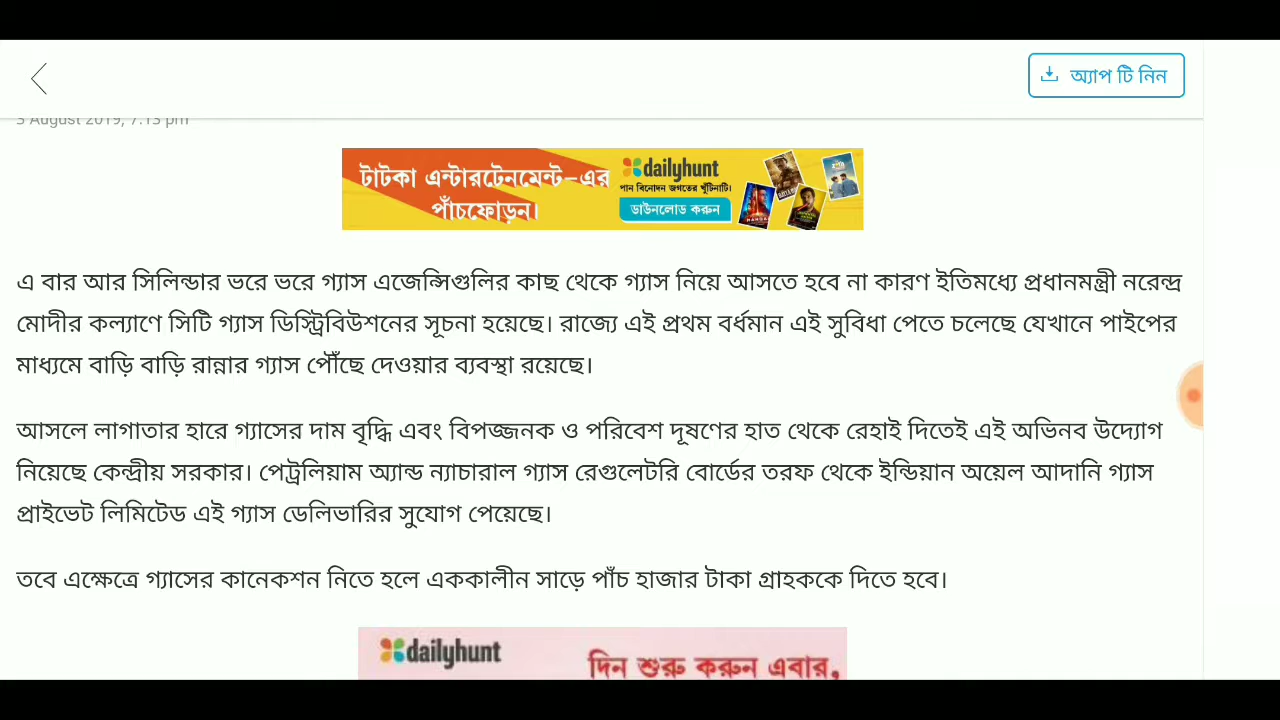 অ্যাপ টি নিন
3 August 2019, 7:13 pm
টাটকা এন্টারটেনমেন্ট-এর
পাঁচফোড়ন।
dailyhunt
পান বিনোদন জগতের খুঁটিনাটি।
ডাউনলোড করুন
এ বার আর সিলিন্ডার ভরে ভরে গ্যাস এজেন্সিগুলির কাছ থেকে গ্যাস নিয়ে আসতে হবে না কারণ ইতিমধ্যে প্রধানমন্ত্রী নরেন্দ্র
মোদীর কল্যাণে সিটি গ্যাস ডিস্ট্রিবিউশনের সূচনা হয়েছে। রাজ্যে এই প্রথম বর্ধমান এই সুবিধা পেতে চলেছে যেখানে পাইপের
মাধ্যমে বাড়ি বাড়ি রান্নার গ্যাস পৌঁছে দেওয়ার ব্যবস্থা রয়েছে।
আসলে লাগাতার হারে গ্যাসের দাম বৃদ্ধি এবং বিপজ্জনক ও পরিবেশ দূষণের হাত থেকে রেহাই দিতেই এই অভিনব উদ্যোগ
নিয়েছে কেন্দ্রীয় সরকার। পেট্রলিয়াম অ্যান্ড ন্যাচারাল গ্যাস রেগুলেটরি বোর্ডের তরফ থেকে ইন্ডিয়ান অয়েল আদানি গ্যাস
প্রাইভেট লিমিটেড এই গ্যাস ডেলিভারির সুযোগ পেয়েছে।
তবে এক্ষেত্রে গ্যাসের কানেকশন নিতে হলে এককালীন সাড়ে পাঁচ হাজার টাকা গ্রাহককে দিতে হবে।
dailyhunt
দিন শুরু করুন এবার,